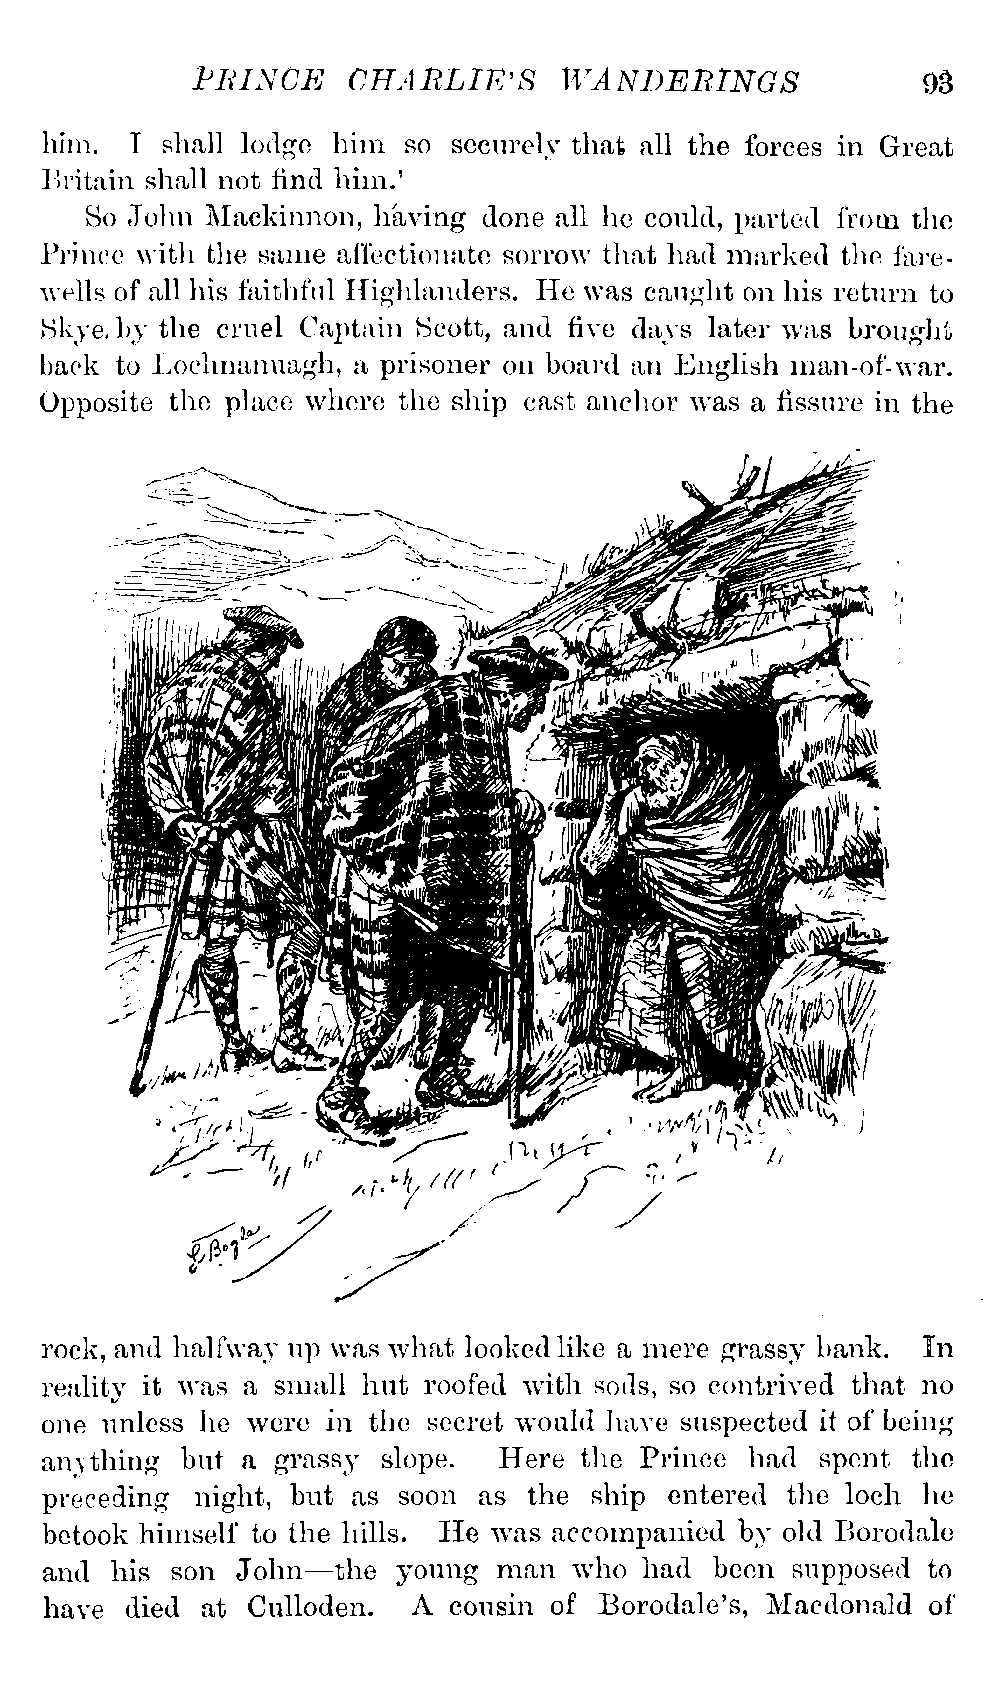 PRINCE CHARLIE'S WANDERINGS 93
him. I shall lodge him so securely that all the forces in Great
Britain shall not find him.'
So John Mackinnon, having done all he could, parted from the
Prince with the same affectionate sorrow that had marked the fare-
wells of all his faithful Highlanders. He was caught on his return to
Skye, by the cruel Captain Scott, and five days later was brought
back to Lochnanuagh, a prisoner on board an English man-of-war.
Opposite the place where the ship cast anchor was a fissure in the
G. Bogle
rock, and halfway up was what looked like a mere grassy bank. In
reality it was a small hut roofed with sods, so contrived that no
one unless he were in the secret would have suspected it of being
anything but a grassy slope. Here the Prince had spent the
preceding night, but as soon as the ship entered the loch he
betook himself to the hills. He was accompanied by old Borodale
and his son John—the young man who had been supposed to
have died at Culloden. A cousin of Borodale's, Macdonald of